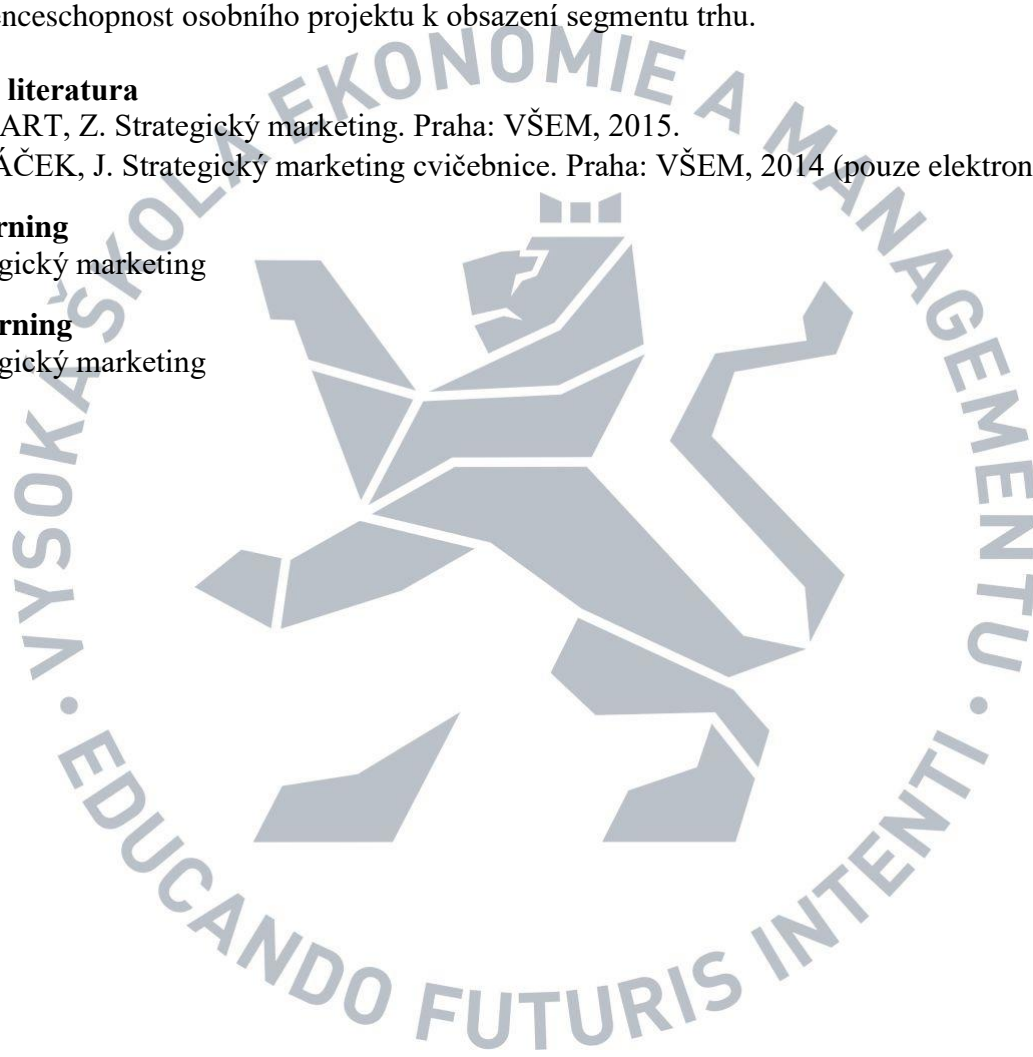 enceschopnost osobního projektu k obsazení segmentu trhu.
literatura
ART, Z. Strategický marketing. Praha: VŠEM, 2015.
ÁČEK, J. Strategický marketing cvičebnice. Praha: VŠEM, 2014 (pouze elektron
rning
gický marketing
rning
gický marketing
VYSOKÁ ŠKOLA EKONOMIE A MANAGEMENTU
• EDUCANDO FUTURIS INTENTI •